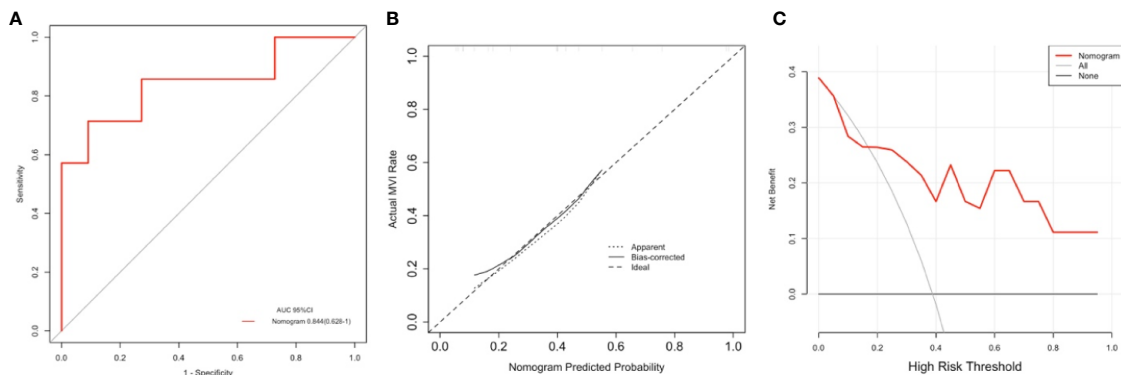 A
1.0
0.8
0.6
0.4
0.2
0.0
Sensitivity
AUC 95%CI
Nomogram 0.844(0.628-1)
0.0 0.2 0.4 0.6 0.8 1.0
1 - Specificity
B
1.0
0.8
0.6
0.4
0.2
0.0
Actual MVI Rate
Apparent
Bias-corrected
Ideal
0.0 0.2 0.4 0.6 0.8 1.0
Nomogram Predicted Probability
C
Nomogram
All
None
0.4
0.3
0.2
0.1
0.0
Net Benefit
0.0 0.2 0.4 0.6 0.8 1.0
High Risk Threshold